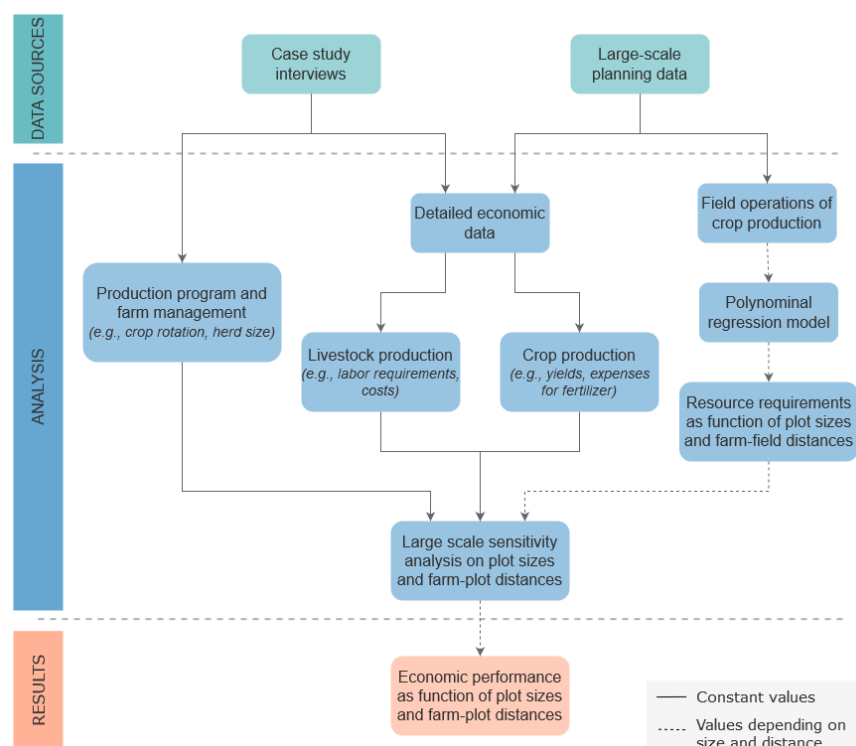 DATA SOURCES
Case study
interviews
Large-scale
planning data
ANALYSIS
Detailed economic
data
Field operations of
crop production
Production program and
farm management
(e.g., crop rotation, herd size)
Polynominal
regression model
Livestock production
(e.g., labor requirements,
costs)
Crop production
(e.g., yields, expenses
for fertilizer)
Resource requirements
as function of plot sizes
and farm-field distances
Large scale sensitivity
analysis on plot sizes
and farm-plot distances
RESULTS
Economic performance
as function of plot sizes
and farm-plot distances
Constant values
Values depending on
size and distance